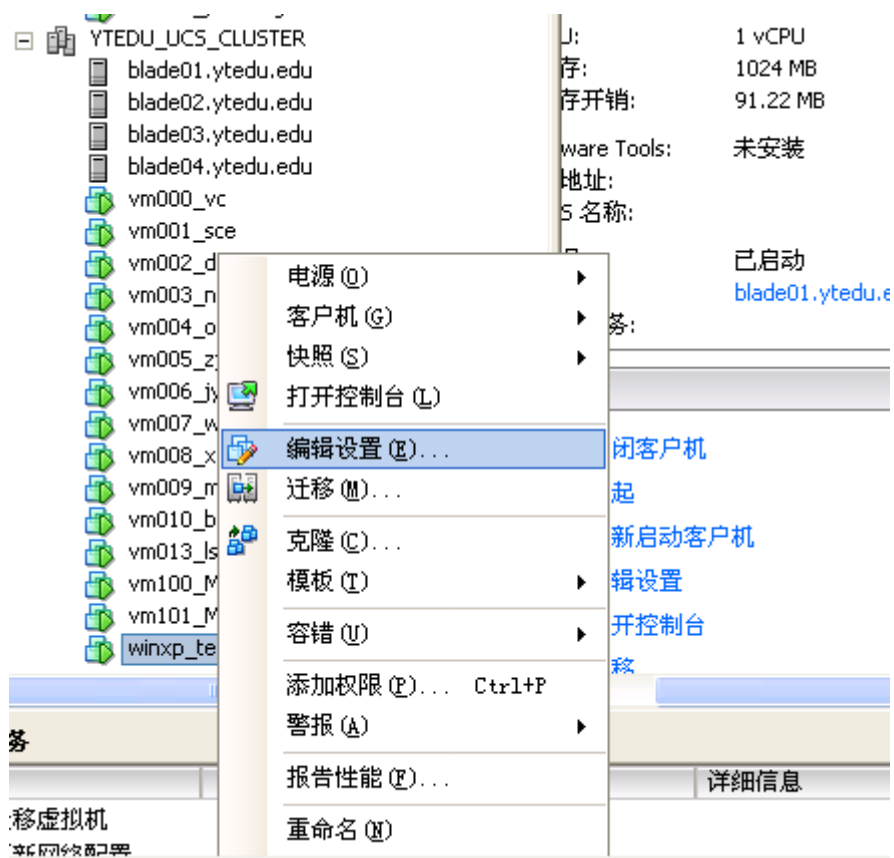 YTEDU_UCS_CLUSTER
blade01.ytedu.edu
blade02.ytedu.edu
blade03.ytedu.edu
blade04.ytedu.edu
vm000_vc
vm001_sce
vm002_d
vm003_n
vm004_o
vm005_z
vm006_jy
vm007_w
vm008_x
vm009_m
vm010_b
vm013_ls
vm100_M
vm101_M
winxp_te
电源(O)
客户机(G)
快照(S)
打开控制台(L)
编辑设置(E)...
迁移(M)...
克隆(C)...
模板(T)
容错(U)
添加权限(P)... Ctrl+P
警报(A)
报告性能(F)...
重命名(N)
U: 1 vCPU
存: 1024 MB
存开销: 91.22 MB
ware Tools: 未安装
地址:
S 名称:
已启动
blade01.ytedu.e
务:
闭客户机
起
新启动客户机
辑设置
开控制台
移
务
详细信息
移虚拟机
新网络配置